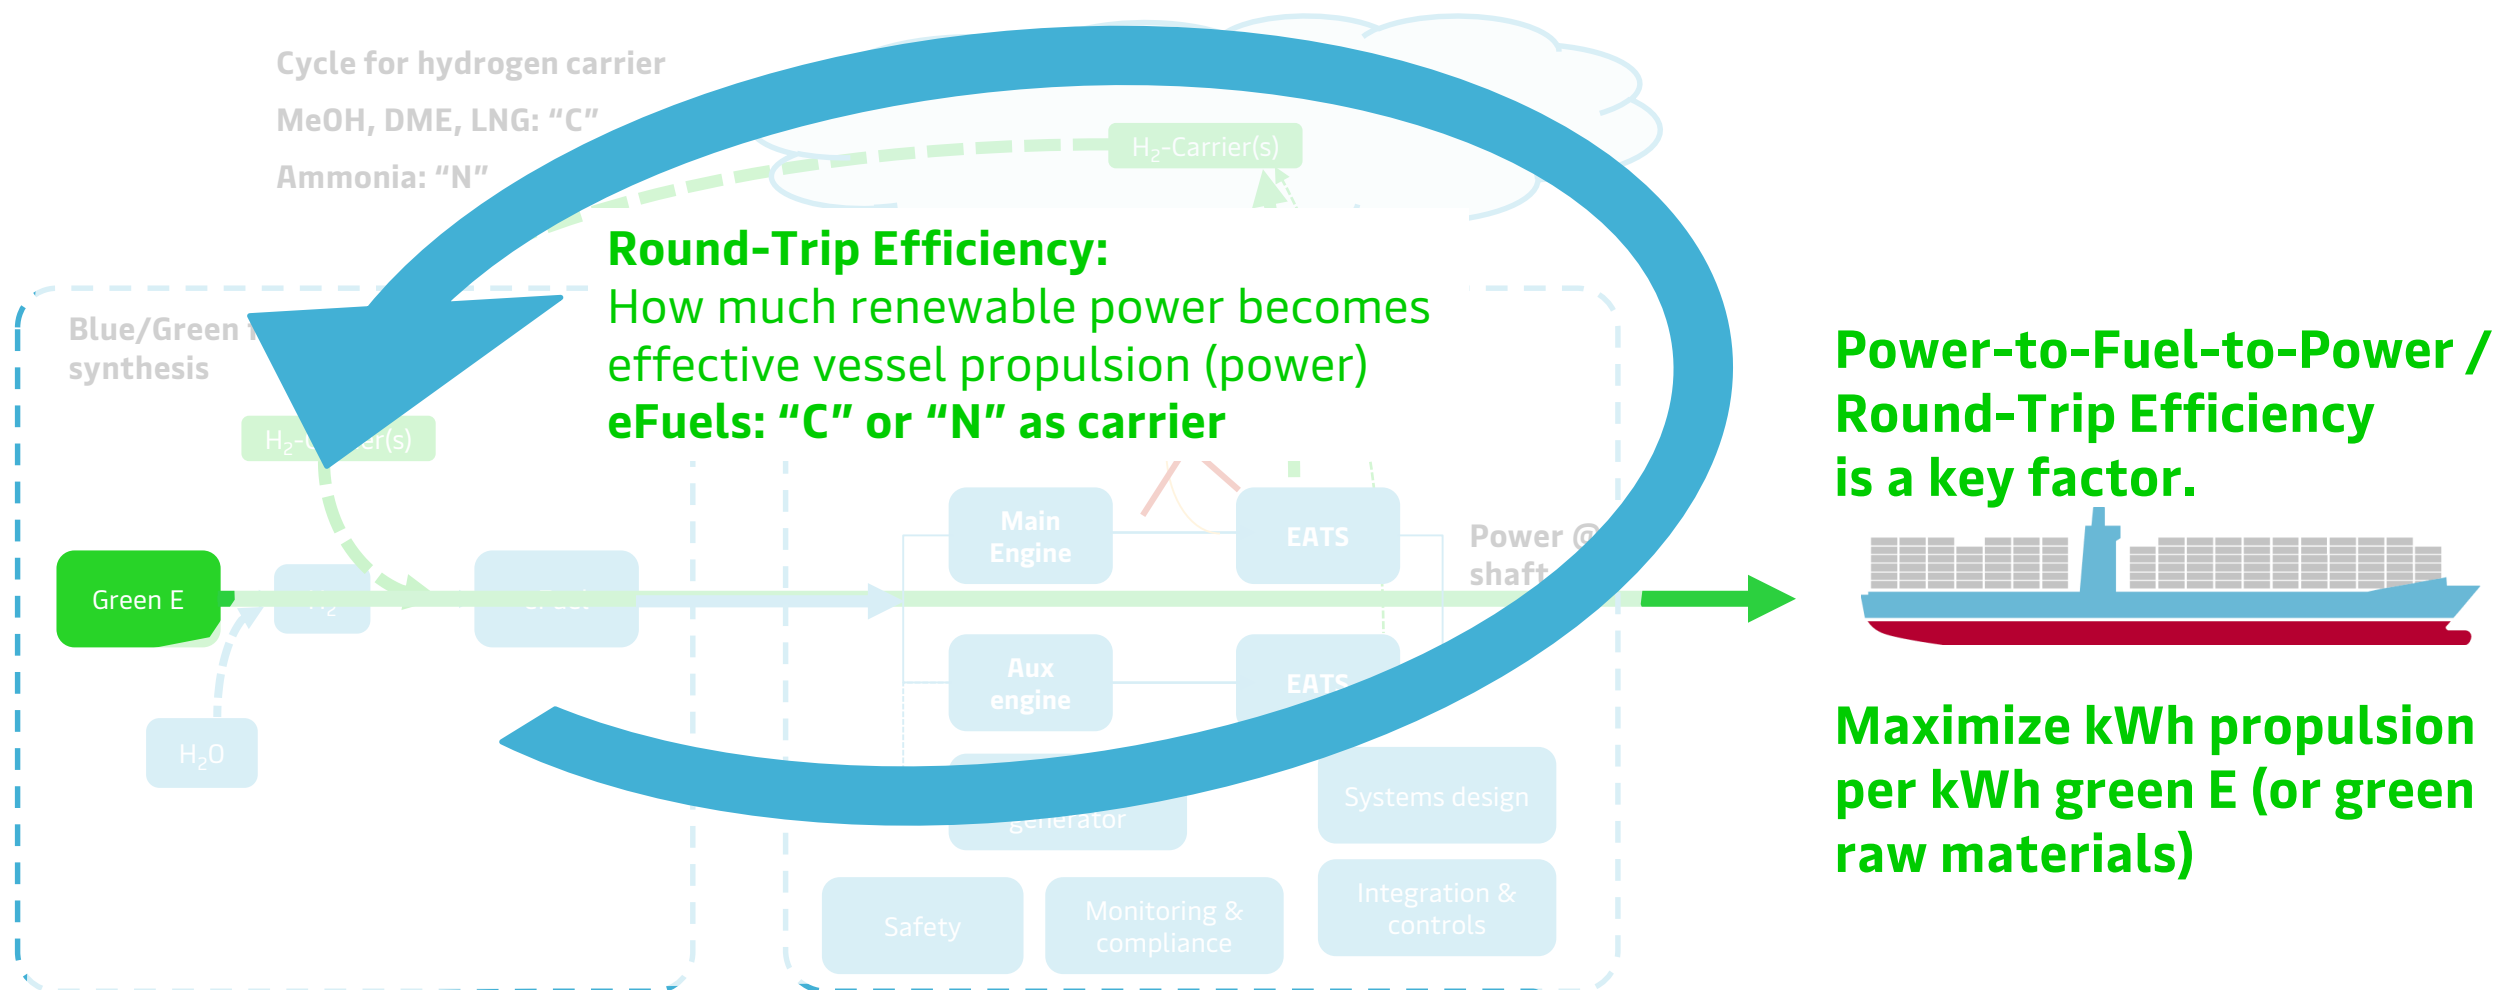 Cycle for hydrogen carrier
MeOH, DME, LNG: “C”
Ammonia: “N”
H₂-Carrier(s)
Round-Trip Efficiency:
How much renewable power becomes
effective vessel propulsion (power)
eFuels: “C” or “N” as carrier
Blue/Green
synthesis
H₂-Carrier(s)
Green E
H₂
H₂O
Main
Engine
EATS
Aux
engine
EATS
Power @
shaft
generator
Systems design
Safety
Monitoring &
compliance
Integration &
controls
Power-to-Fuel-to-Power /
Round-Trip Efficiency
is a key factor.
Maximize kWh propulsion
per kWh green E (or green
raw materials)